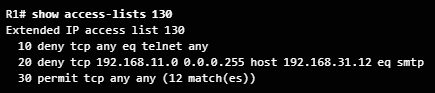 R1# show access-lists 130
Extended IP access list 130
10 deny tcp any eq telnet any
20 deny tcp 192.168.11.0 0.0.0.255 host 192.168.31.12 eq smtp
30 permit tcp any any (12 match(es))